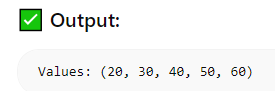 ✅ Output:
Values: (20, 30, 40, 50, 60)